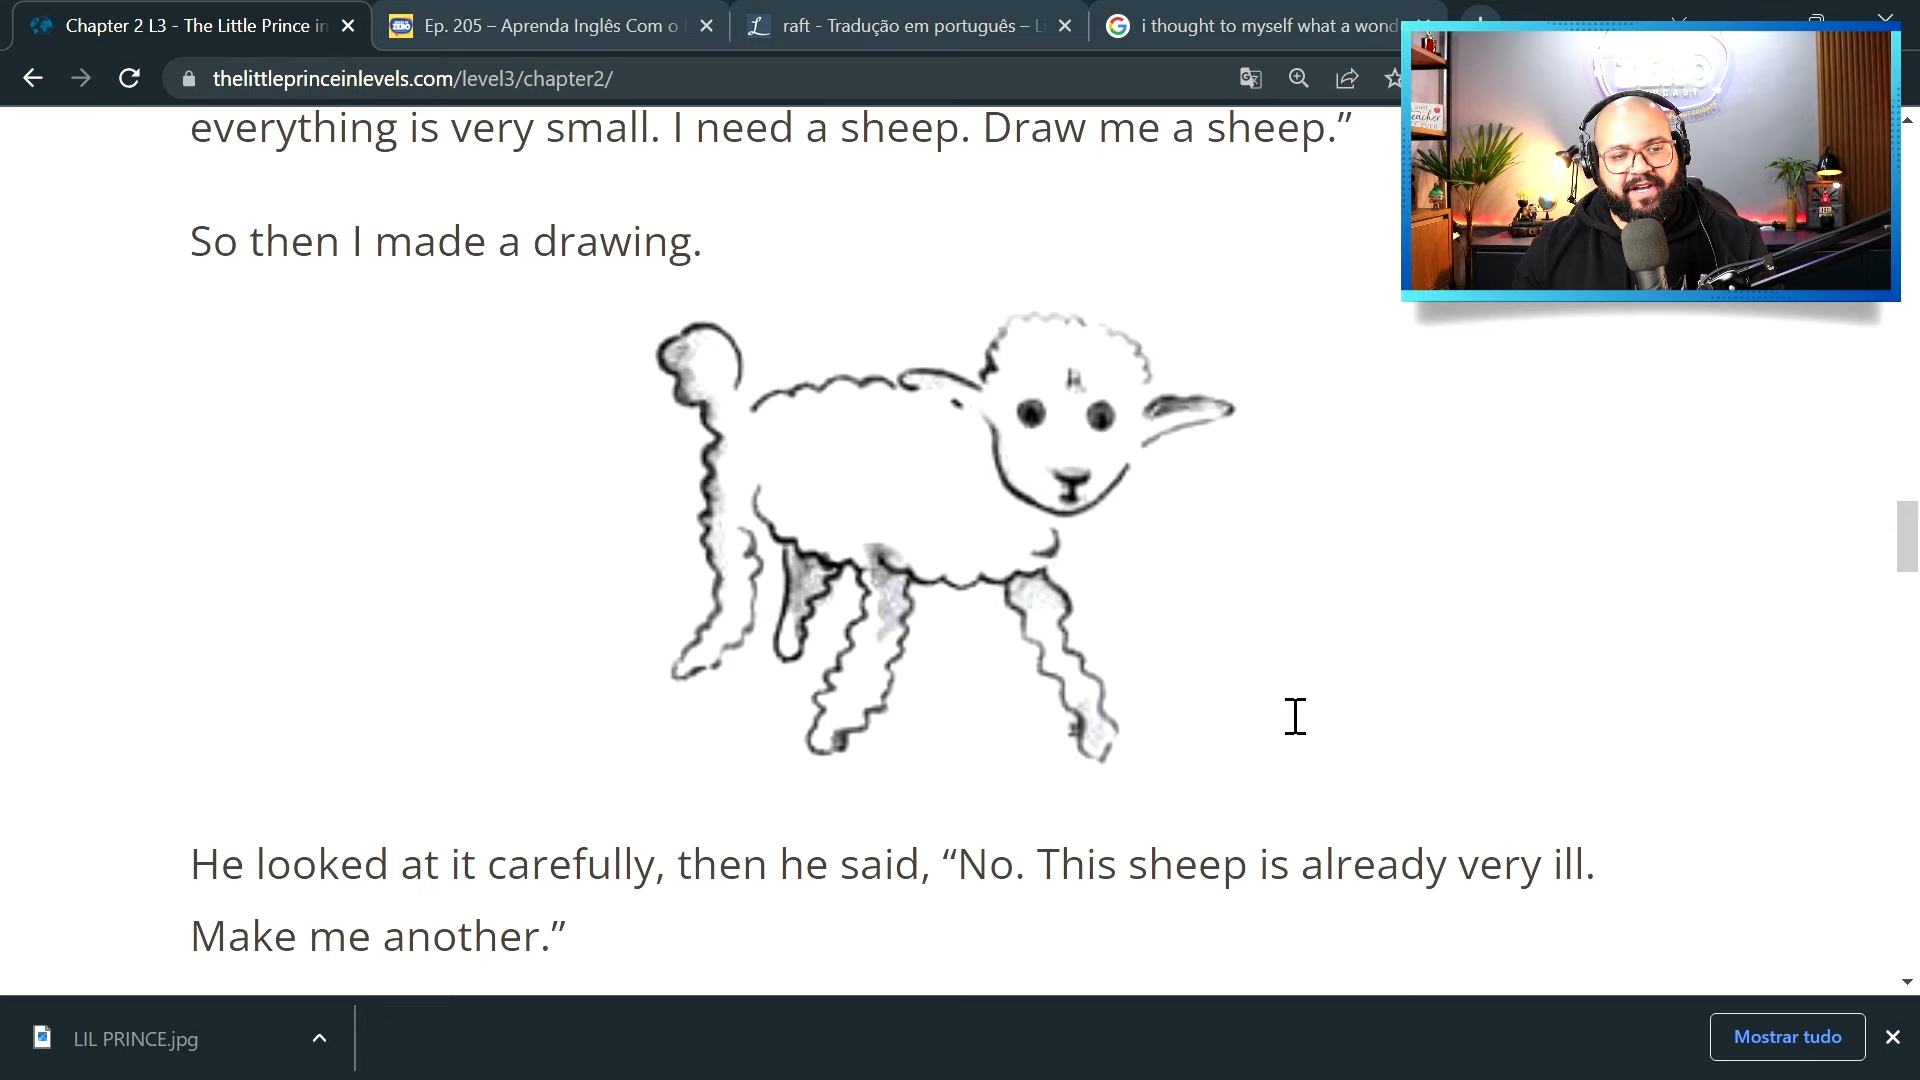 Chapter 2 L3 - The Little Prince in
Ep. 205 – Aprenda Inglês Com o
raft - Tradução em português – Li
i thought to myself what a wond
thelittleprinceinlevels.com/level3/chapter2/
everything is very small. I need a sheep. Draw me a sheep.”
So then I made a drawing.
He looked at it carefully, then he said, “No. This sheep is already very ill.
Make me another.”
LIL PRINCE.jpg
Mostrar tudo